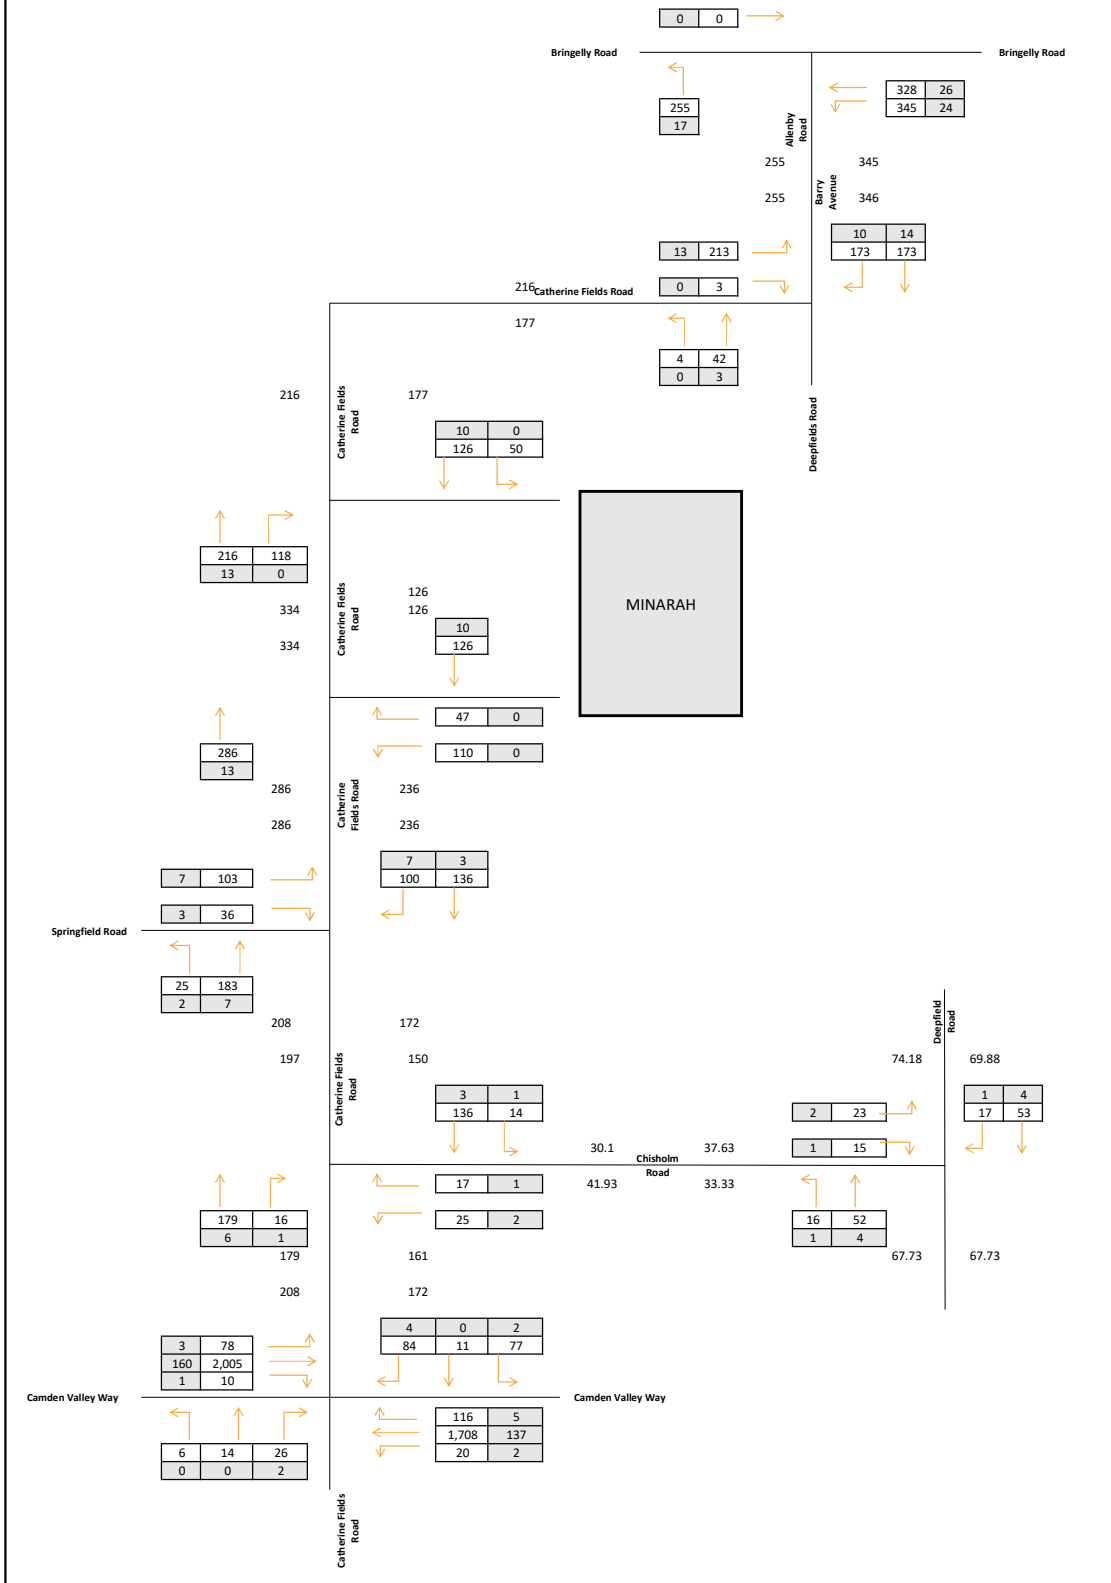 0 0
Bringelly Road Bringelly Road
328 26
345 24
255
17
Allenby
Road
255 345
Barry
Avenue
255 346
10 14
173 173
13 213
0 3
216 Catherine Fields Road
177
4 42
0 3
Deepfields Road
216 177
Catherine Fields
Road
10 0
126 50
MINARAH
216 118
13 0
Catherine Fields
Road
126
334 126
10
126
334
47 0
110 0
286
13
286 236
Catherine
Fields Road
286 236
7 3
100 136
7 103
3 36
Springfield Road
25 183
2 7
208 172
197 150
Catherine Fields
Road
Deepfield
Road
74.18 69.88
3 1
136 14
2 23
1 15
1 4
17 53
30.1 37.63
Chisholm
Road
41.93 33.33
17 1
25 2
179 16
6 1
16 52
1 4
179 161
67.73 67.73
208 172
4 0 2
84 11 77
3 78
160 2,005
1 10
Camden Valley Way Camden Valley Way
116 5
1,708 137
20 2
6 14 26
0 0 2
Catherine Fields
Road